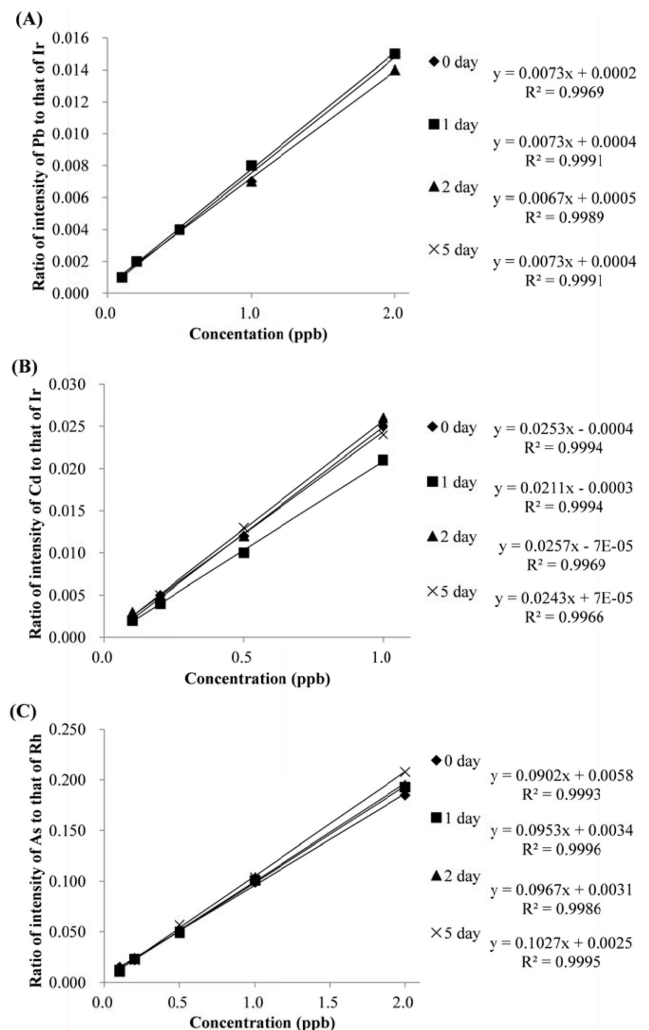 (A)
Ratio of intensity of Pb to that of Ir
0.016
0.014
0.012
0.010
0.008
0.006
0.004
0.002
0.000
0.0
1.0
2.0
Concentation (ppb)
0 day
y = 0.0073x + 0.0002
R² = 0.9969
1 day
y = 0.0073x + 0.0004
R² = 0.9991
2 day
y = 0.0067x + 0.0005
R² = 0.9989
5 day
y = 0.0073x + 0.0004
R² = 0.9991
(B)
Ratio of intensity of Cd to that of Ir
0.030
0.025
0.020
0.015
0.010
0.005
0.000
0.0
0.5
1.0
Concentration (ppb)
0 day
y = 0.0253x - 0.0004
R² = 0.9994
1 day
y = 0.0211x - 0.0003
R² = 0.9994
2 day
y = 0.0257x - 7E-05
R² = 0.9969
5 day
y = 0.0243x + 7E-05
R² = 0.9966
(C)
Ratio of intensity of As to that of Rh
0.250
0.200
0.150
0.100
0.050
0.000
0.0
0.5
1.0
1.5
2.0
Concentration (ppb)
0 day
y = 0.0902x + 0.0058
R² = 0.9993
1 day
y = 0.0953x + 0.0034
R² = 0.9996
2 day
y = 0.0967x + 0.0031
R² = 0.9986
5 day
y = 0.1027x + 0.0025
R² = 0.9995